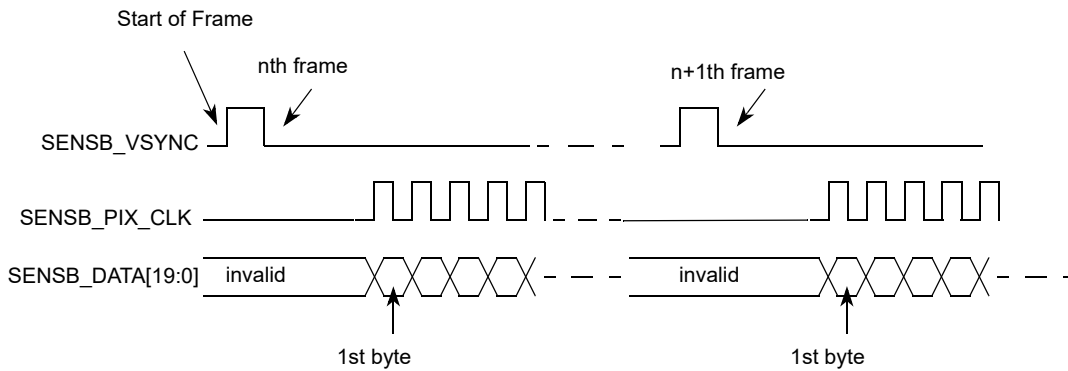 Start of Frame
nth frame
n+1th frame
SENSB_VSYNC
SENSB_PIX_CLK
SENSB_DATA[19:0]
invalid
invalid
1st byte
1st byte